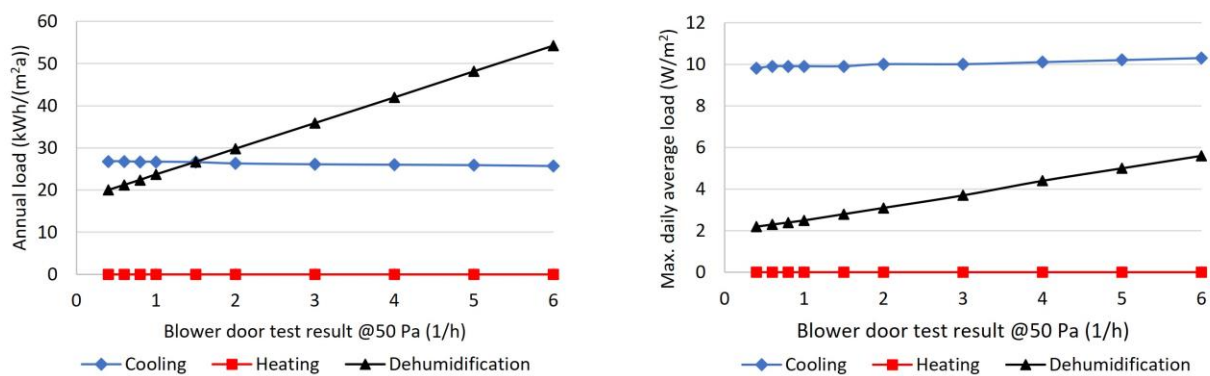 Annual load (kWh/(m²a))
60
50
40
30
20
10
0
0 1 2 3 4 5 6
Blower door test result @50 Pa (1/h)
Cooling Heating Dehumidification
Max. daily average load (W/m²)
12
10
8
6
4
2
0
0 1 2 3 4 5 6
Blower door test result @50 Pa (1/h)
Cooling Heating Dehumidification